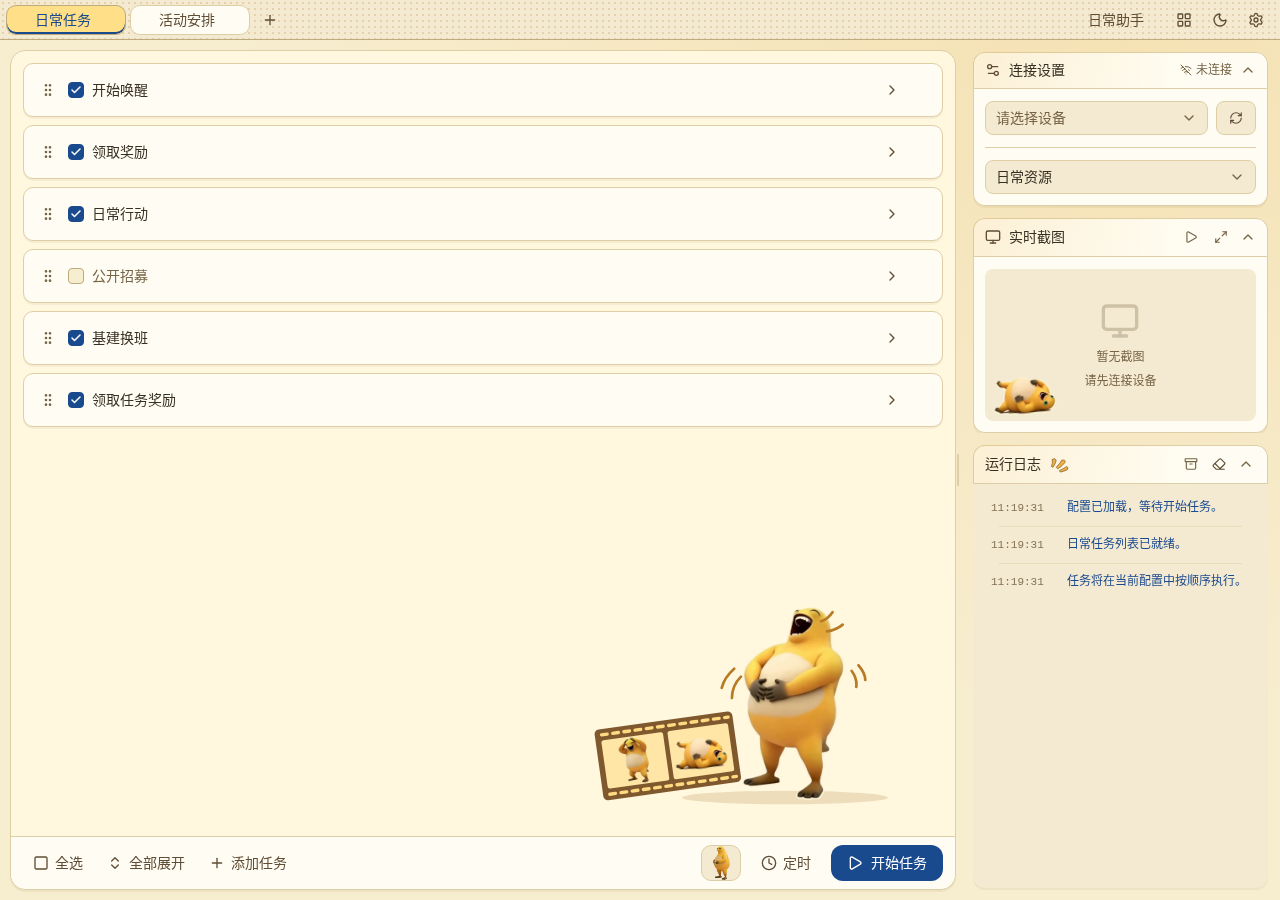 日常任务
活动安排
日常助手
开始唤醒
领取奖励
日常行动
公开招募
基建换班
领取任务奖励
全选
全部展开
添加任务
定时
开始任务
连接设置
未连接
请选择设备
日常资源
实时截图
暂无截图
请先连接设备
运行日志
11:19:31 配置已加载，等待开始任务。
11:19:31 日常任务列表已就绪。
11:19:31 任务将在当前配置中按顺序执行。